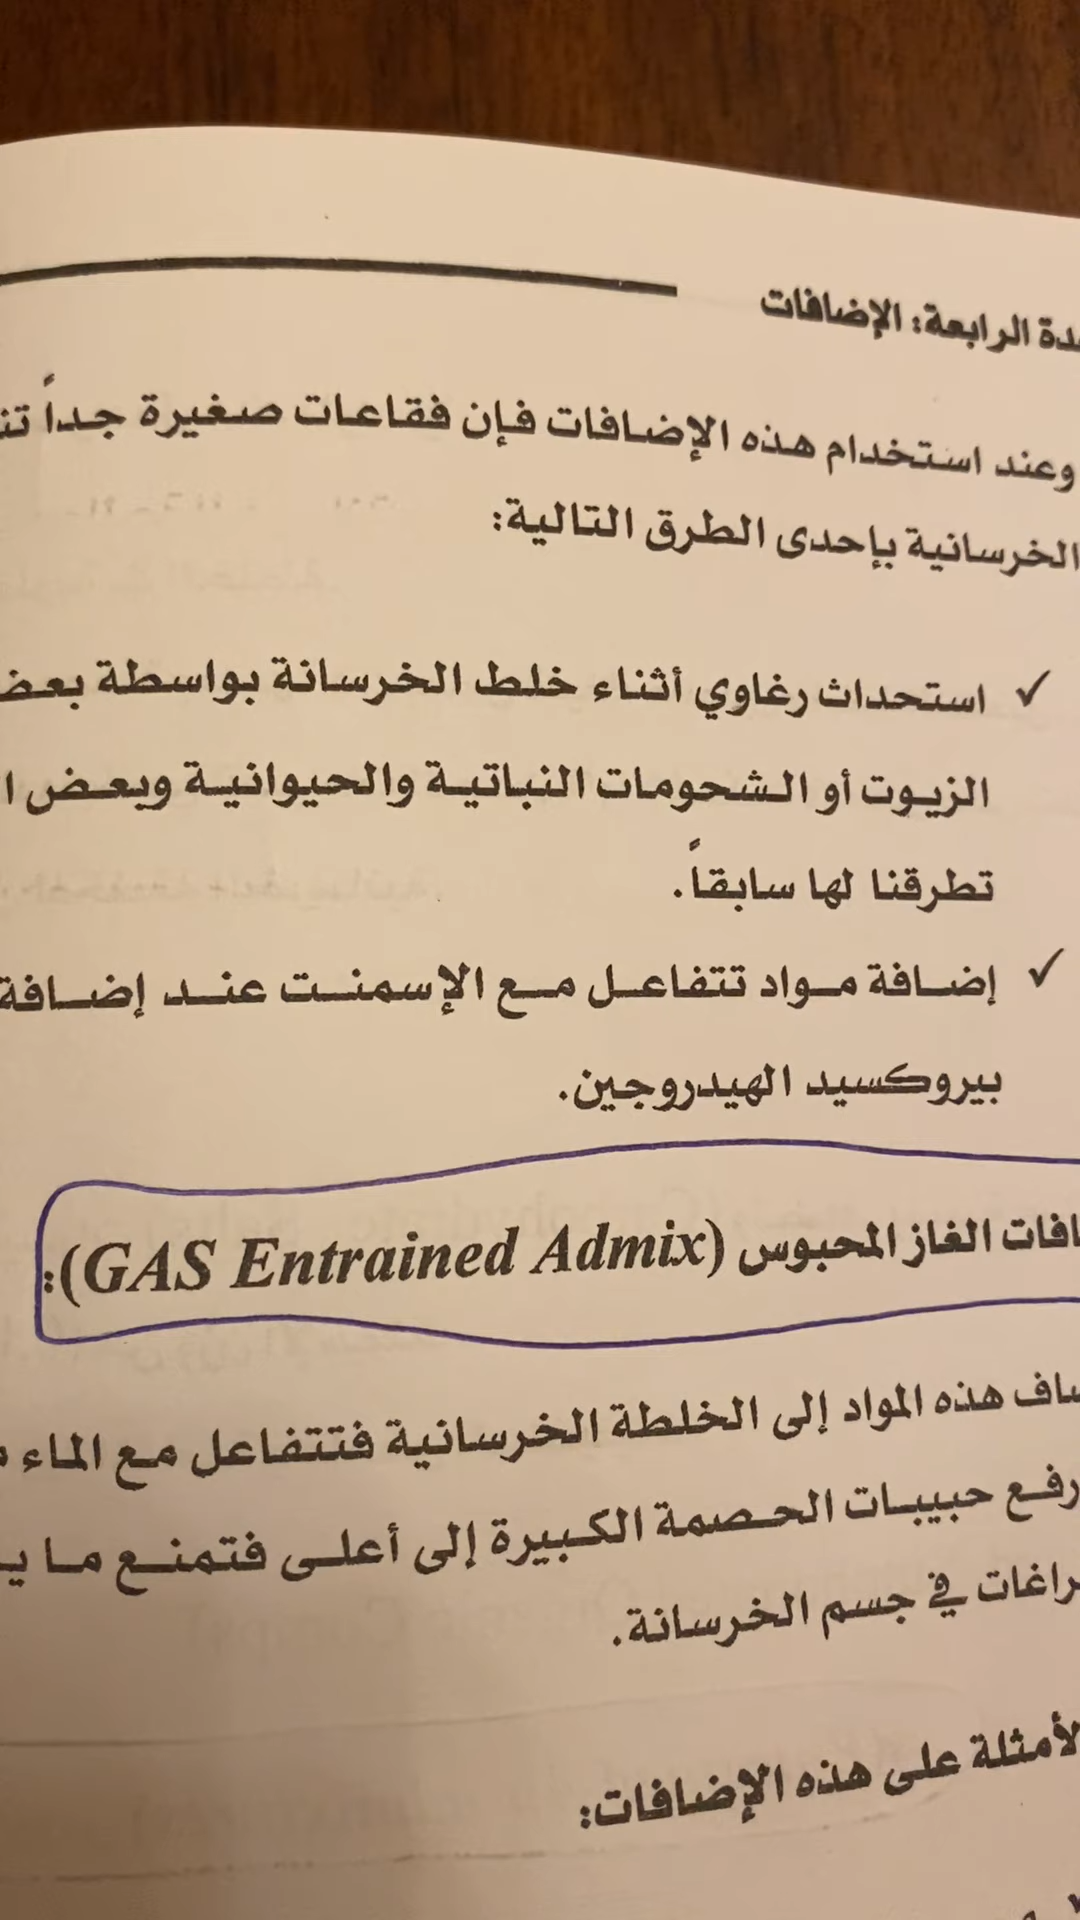 الرابعة: الإضافات
وعند استخدام هذه الإضافات فإن فقاعات صغيرة جداً
الخرسانية بإحدى الطرق التالية:
✓ استحداث رغاوي أثناء خلط الخرسانة بواسطة
الزيوت أو الشحومات النباتية والحيوانية وبعض
تطرقنا لها سابقاً.
✓ إضافة مواد تتفاعل مع الإسمنت عند إضافة
بيروكسيد الهيدروجين.
الغاز المحبوس (GAS Entrained Admix):
هذه المواد إلى الخلطة الخرسانية فتتفاعل مع الماء
حبيبات الحصمة الكبيرة إلى أعلى فتمنع ما
في جسم الخرسانة.
على هذه الإضافات: